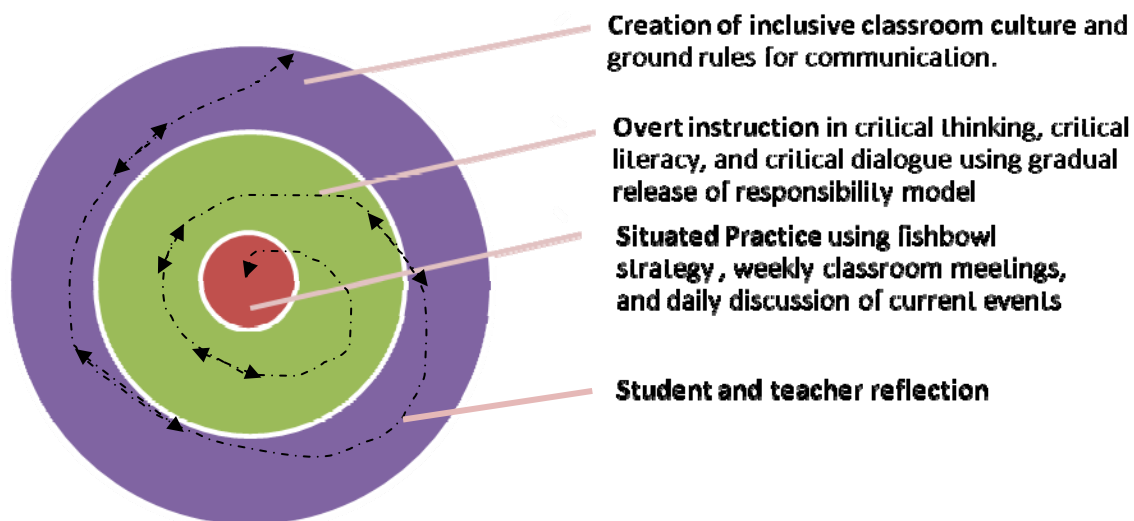 Creation of inclusive classroom culture and
ground rules for communication.
Overt instruction in critical thinking, critical
literacy, and critical dialogue using gradual
release of responsibility model
Situated Practice using fishbowl
strategy , weekly classroom meetings,
and daily discussion of current events
Student and teacher reflection